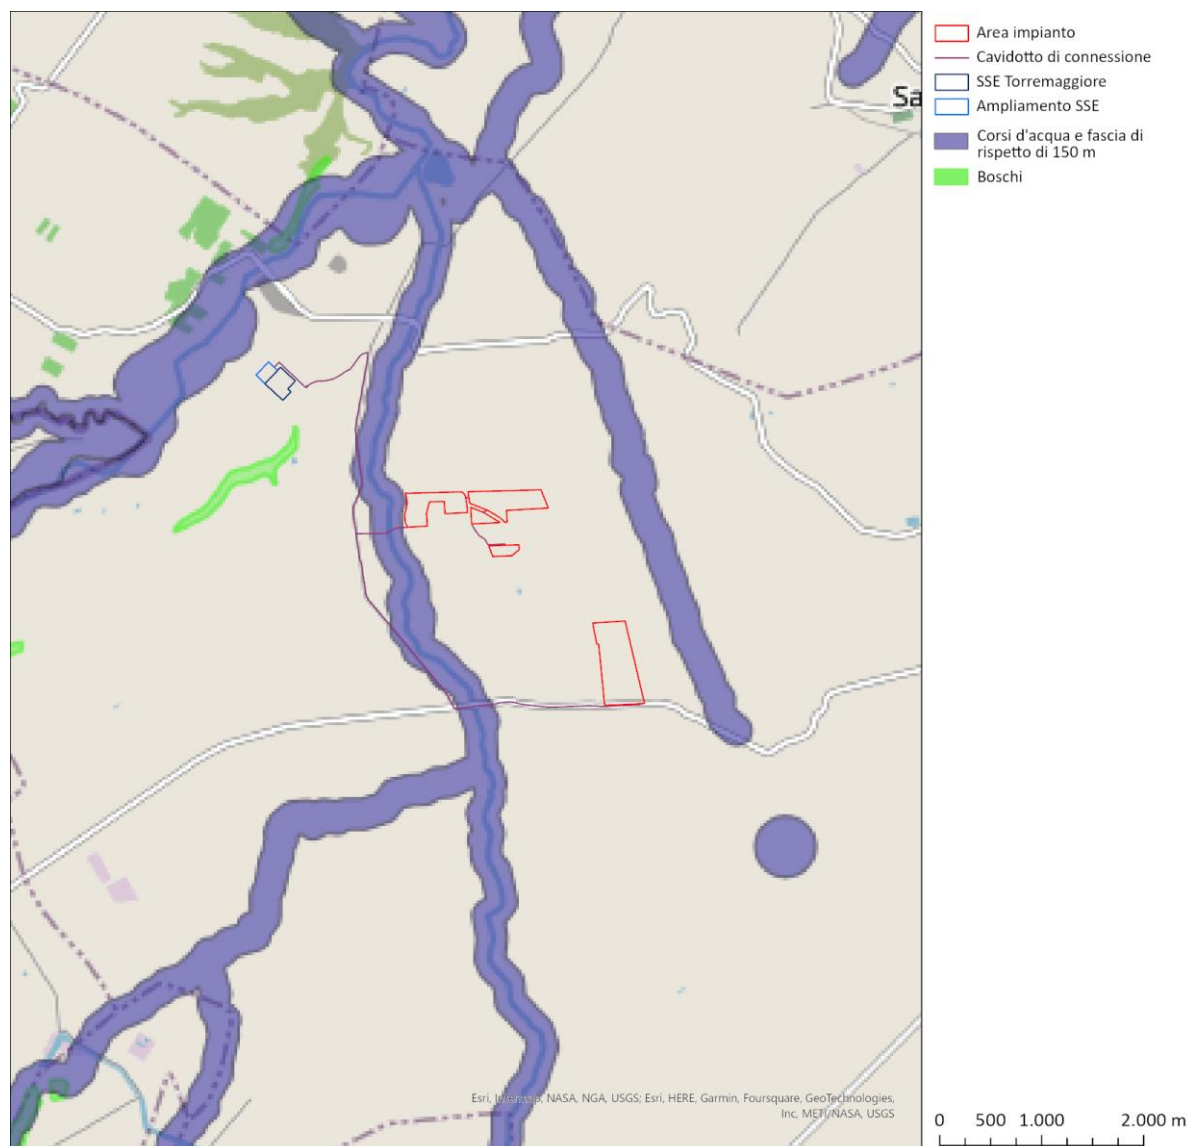 Area impianto
Cavidotto di connessione
SSE Torremaggiore
Ampliamento SSE
Corsi d'acqua e fascia di
rispetto di 150 m
Boschi
Sa
Esri, NASA, NGA, USGS; Esri, HERE, Garmin, Foursquare, GeoTechnologies,
Inc, METI/NASA, USGS
0 500 1.000 2.000 m